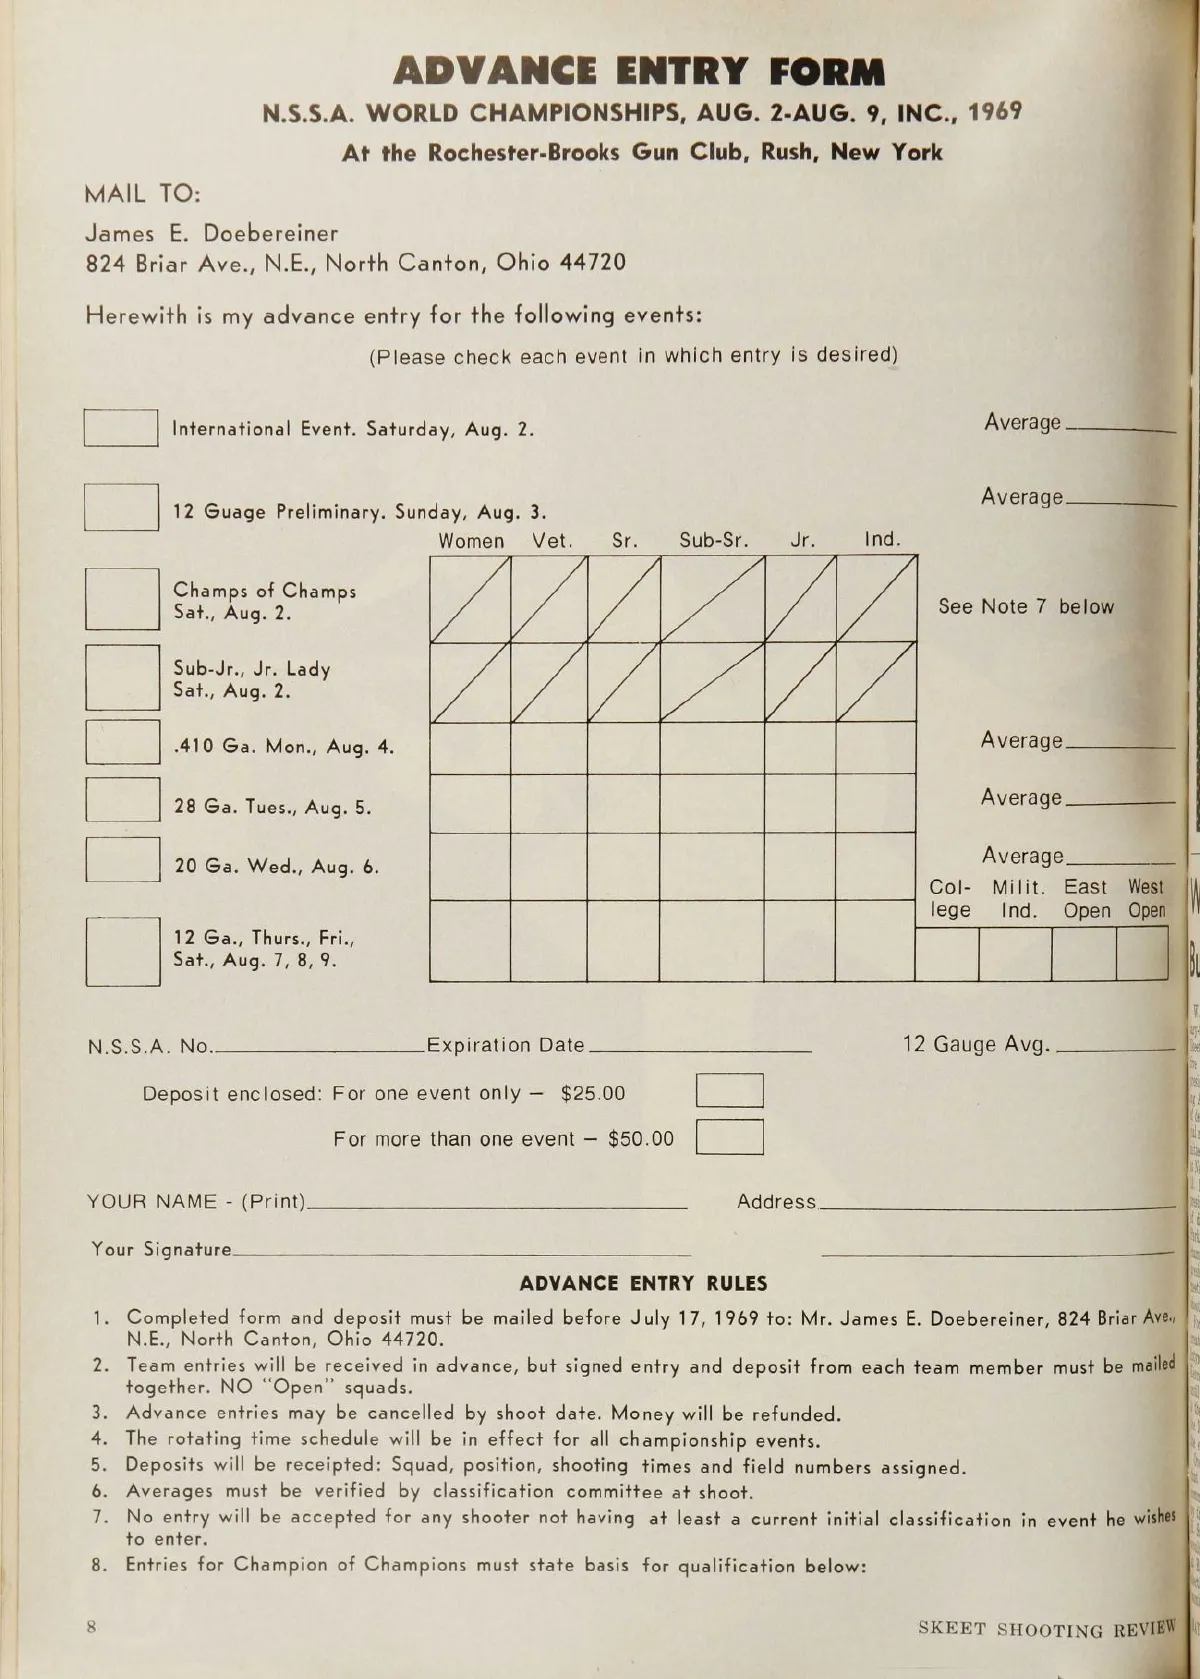 ADVANCE ENTRY FORM
N.S.S.A. WORLD CHAMPIONSHIPS, AUG. 2-AUG. 9, INC., 1969
At the Rochester-Brooks Gun Club, Rush, New York
MAIL TO:
James E. Doebereiner
824 Briar Ave., N.E., North Canton, Ohio 44720
Herewith is my advance entry for the following events:
(Please check each event in which entry is desired)
International Event. Saturday, Aug. 2.
Average
12 Guage Preliminary. Sunday, Aug. 3.
Average
Women Vet. Sr. Sub-Sr. Jr. Ind.
Champs of Champs
Sat., Aug. 2.
See Note 7 below
Sub-Jr., Jr. Lady
Sat., Aug. 2.
.410 Ga. Mon., Aug. 4.
Average
28 Ga. Tues., Aug. 5.
Average
20 Ga. Wed., Aug. 6.
Average
Col- Milit. East West
lege Ind. Open Open
12 Ga., Thurs., Fri.,
Sat., Aug. 7, 8, 9.
N.S.S.A. No. Expiration Date 12 Gauge Avg.
Deposit enclosed: For one event only — $25.00
For more than one event — $50.00
YOUR NAME - (Print) Address
Your Signature
ADVANCE ENTRY RULES
1. Completed form and deposit must be mailed before July 17, 1969 to: Mr. James E. Doebereiner, 824 Briar Ave.,
N.E., North Canton, Ohio 44720.
2. Team entries will be received in advance, but signed entry and deposit from each team member must be mailed
together. NO "Open" squads.
3. Advance entries may be cancelled by shoot date. Money will be refunded.
4. The rotating time schedule will be in effect for all championship events.
5. Deposits will be receipted: Squad, position, shooting times and field numbers assigned.
6. Averages must be verified by classification committee at shoot.
7. No entry will be accepted for any shooter not having at least a current initial classification in event he wishes
to enter.
8. Entries for Champion of Champions must state basis for qualification below:
8
SKEET SHOOTING REVIEW